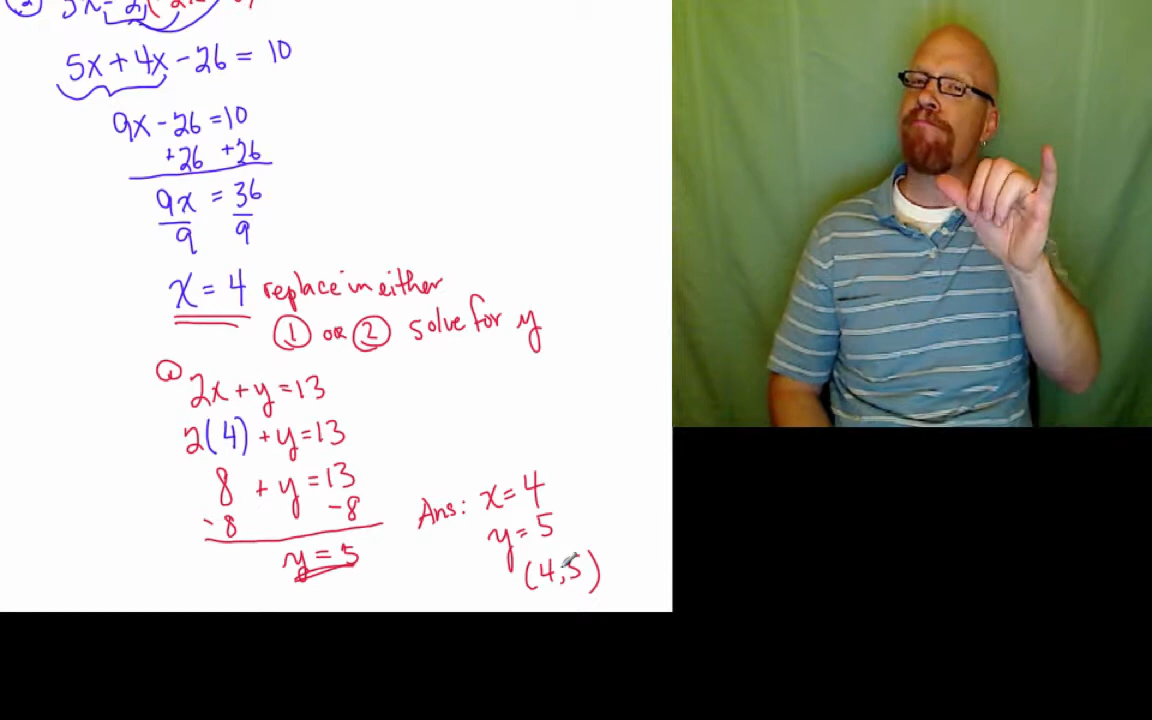 5x + 4x - 26 = 10
9x - 26 = 10
+26 +26
9x = 36
9 9
x = 4 replace in either
① OR ② solve for y
① 2x + y = 13
2(4) + y = 13
8 + y = 13
-8 -8
y = 5
Ans: x = 4
y = 5
(4,5)